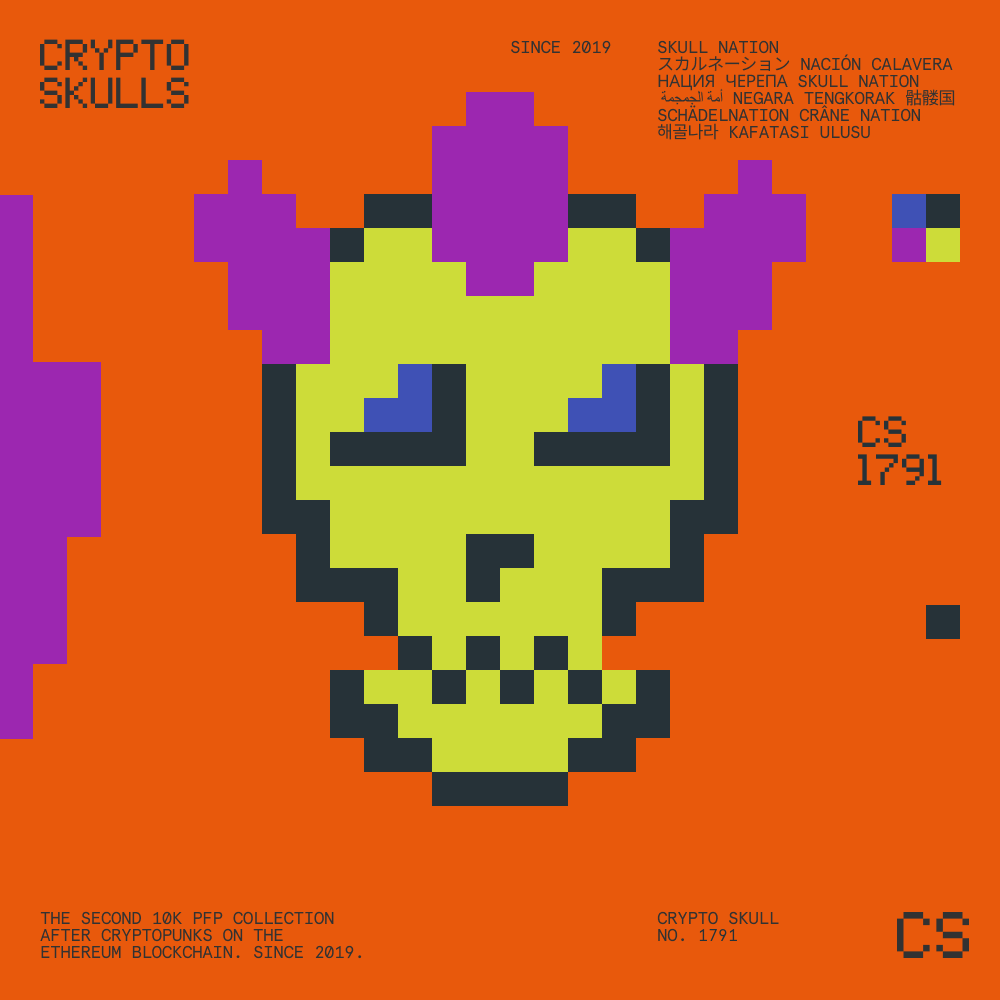 CRYPTO
SKULLS
SINCE 2019
SKULL NATION
スカルネーション NACIÓN CALAVERA
НАЦИЯ ЧЕРЕПА SKULL NATION
أمة الجمجمة NEGARA TENGKORAK 骷髅国
SCHÄDELNATION CRÂNE NATION
해골나라 KAFATASI ULUSU
CS
1791
THE SECOND 10K PFP COLLECTION
AFTER CRYPTOPUNKS ON THE
ETHEREUM BLOCKCHAIN. SINCE 2019.
CRYPTO SKULL
NO. 1791
CS